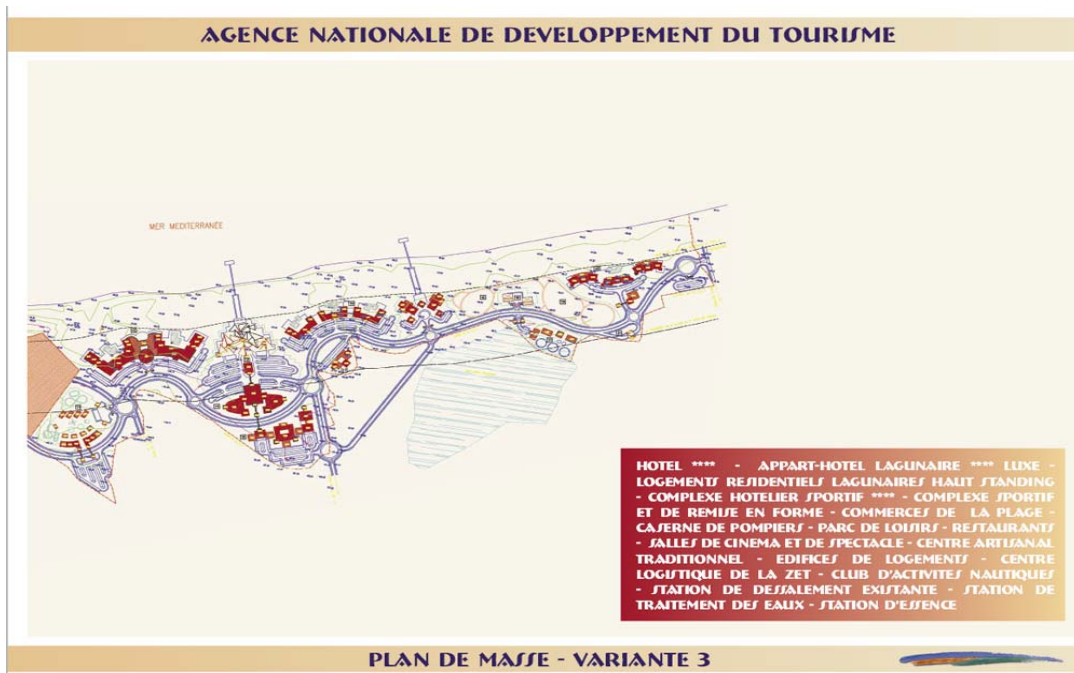 AGENCE NATIONALE DE DEVELOPPEMENT DU TOURISME
MER MEDITERRANÉE
HOTEL **** - APPART-HOTEL LAGUNAIRE **** LUXE -
LOGEMENTS RESIDENTIELS LAGUNAIRES HAUT STANDING
- COMPLEXE HOTELIER SPORTIF **** - COMPLEXE SPORTIF
ET DE REMISE EN FORME - COMMERCES DE LA PLAGE -
CASERNE DE POMPIERS - PARC DE LOISIRS - RESTAURANTS
- SALLES DE CINEMA ET DE SPECTACLE - CENTRE ARTISANAL
TRADITIONNEL - EDIFICES DE LOGEMENTS - CENTRE
LOGISTIQUE DE LA ZET - CLUB D'ACTIVITES NAUTIQUES
- STATION DE DESSALEMENT EXISTANTE - STATION DE
TRAITEMENT DES EAUX - STATION D'ESSENCE
PLAN DE MASSE - VARIANTE 3